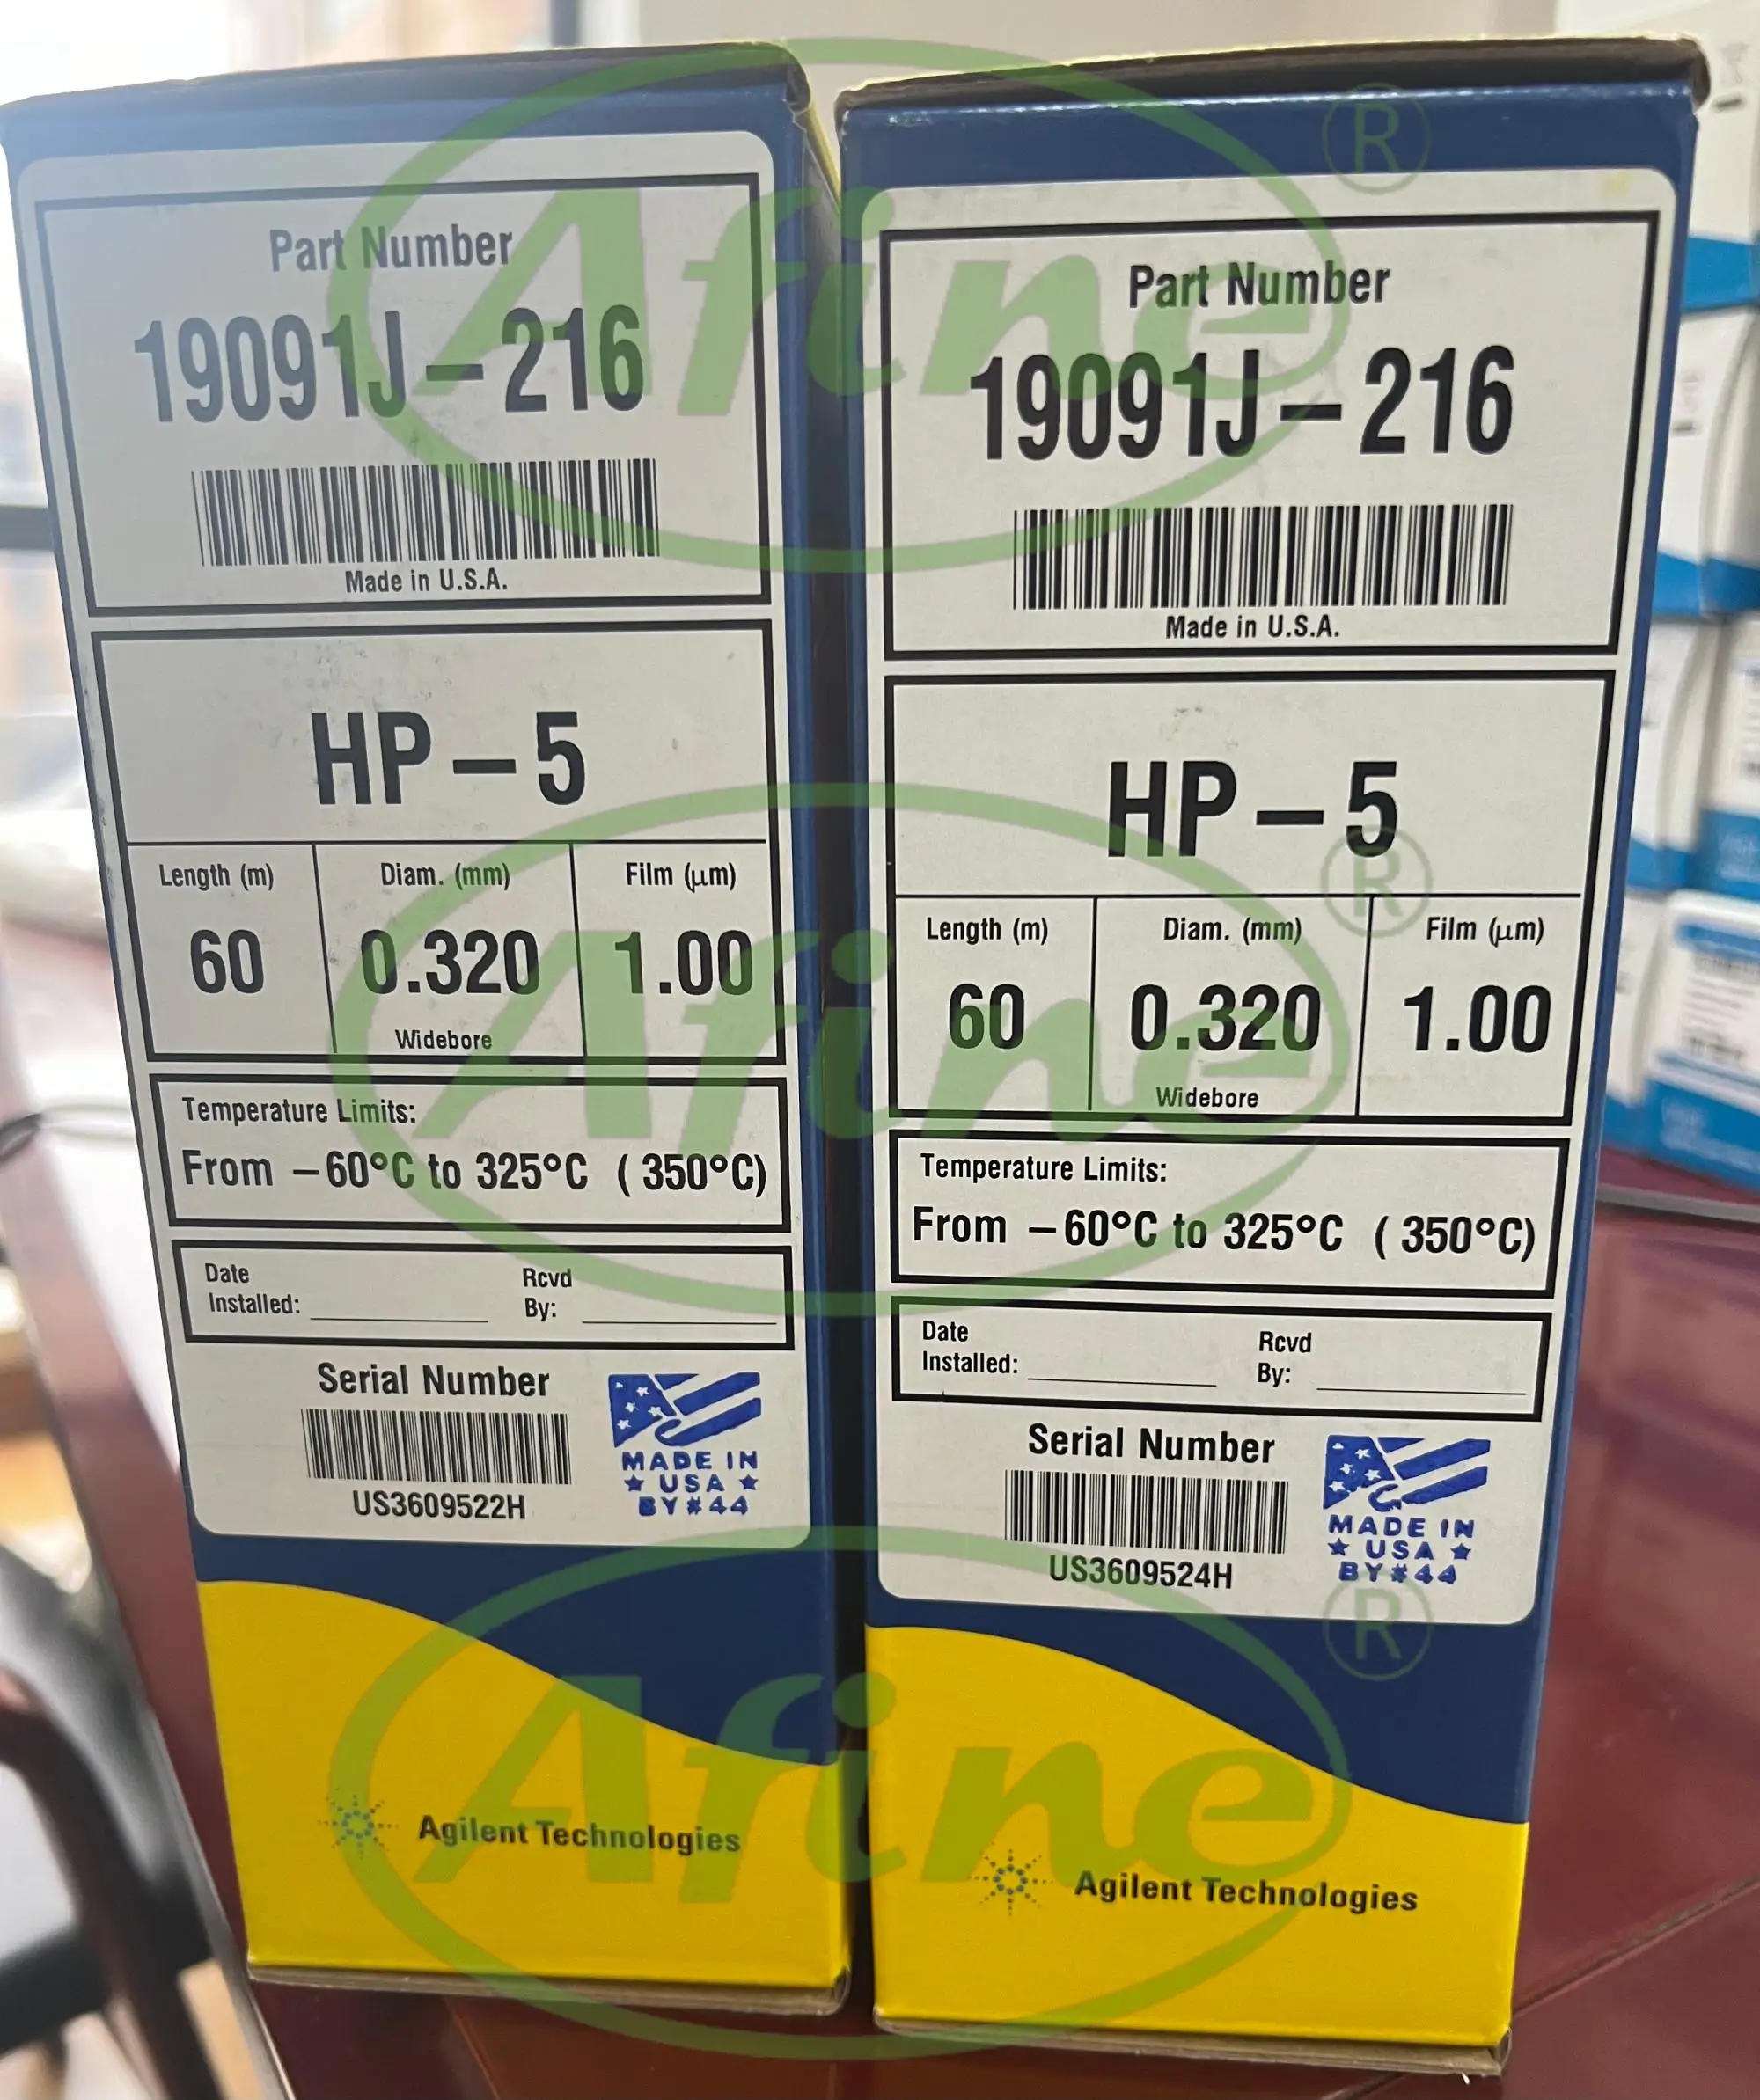 Part Number
19091J-216
Made in U.S.A.
HP-5
Length (m) Diam. (mm) Film (µm)
60 0.320 1.00
Widebore
Temperature Limits:
From -60°C to 325°C (350°C)
Date Rcvd
Installed: By:
Serial Number
US3609522H
MADE IN
★ USA ★
BY#44
Agilent Technologies
Part Number
19091J-216
Made in U.S.A.
HP-5
Length (m) Diam. (mm) Film (µm)
60 0.320 1.00
Widebore
Temperature Limits:
From -60°C to 325°C (350°C)
Date Rcvd
Installed: By:
Serial Number
US3609524H
MADE IN
★ USA ★
BY#44
Agilent Technologies
Afine ®
Afine ®
Afine ®